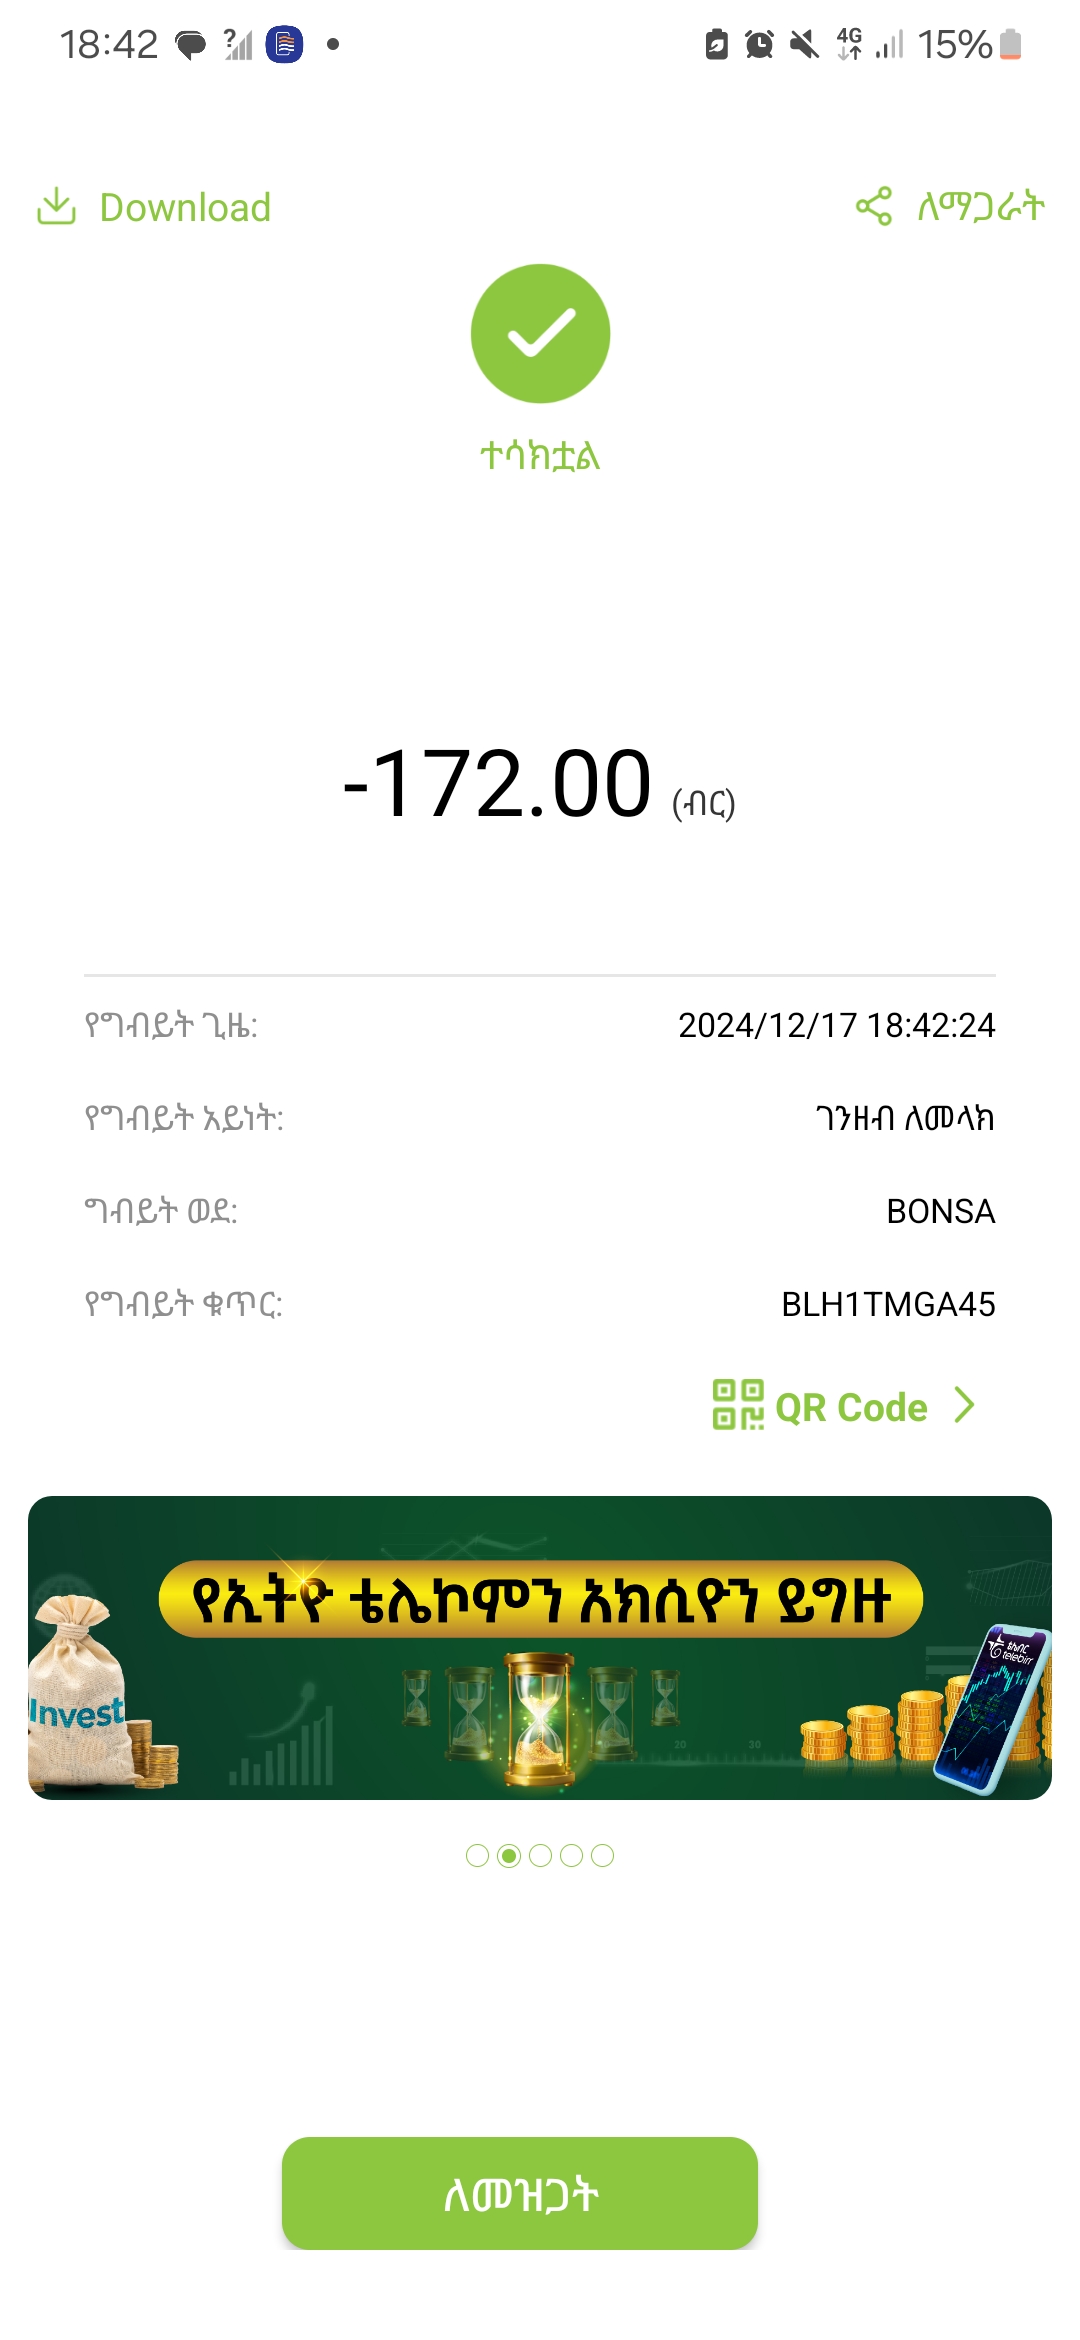 18:42 ? 4G 15%
Download ለማጋራት
ተሳክቷል
-172.00 (ብር)
የግብይት ጊዜ: 2024/12/17 18:42:24
የግብይት አይነት: ገንዘብ ለመላክ
ግብይት ወደ: BONSA
የግብይት ቁጥር: BLH1TMGA45
QR Code
የኢትዮ ቴሌኮምን አክሲዮን ይግዙ
ቴሌብር
telebirr
Invest
20 30
ለመዝጋት